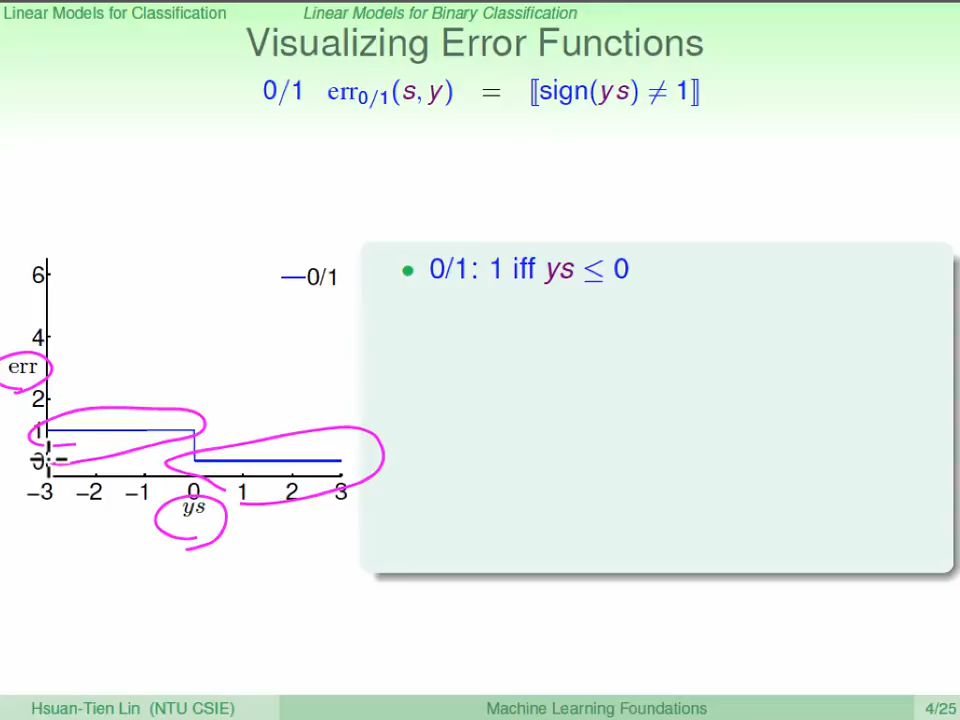 Linear Models for Classification Linear Models for Binary Classification
Visualizing Error Functions
0/1 err0/1(s, y) = ⟦sign(ys) ≠ 1⟧
6
4
err
2
1
0
−3 −2 −1 0 1 2 3
ys
0/1
• 0/1: 1 iff ys ≤ 0
Hsuan-Tien Lin (NTU CSIE) Machine Learning Foundations 4/25